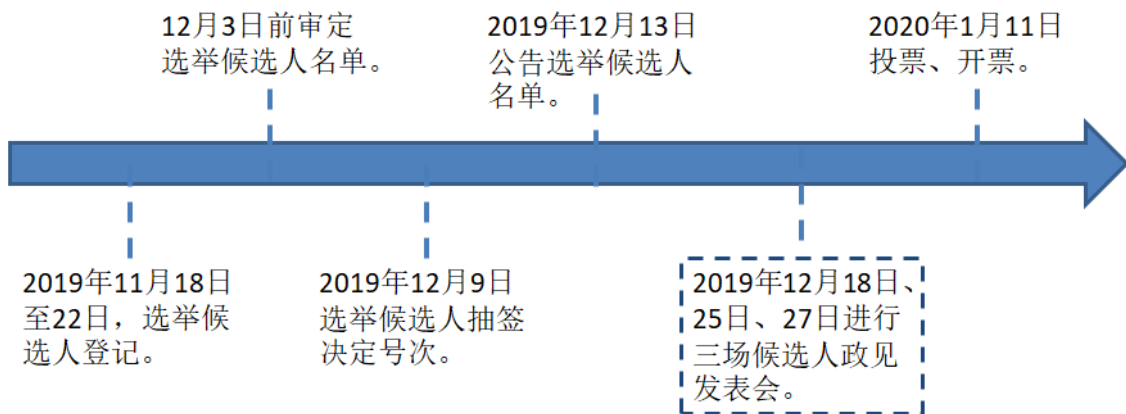 12月3日前审定
选举候选人名单。
2019年12月13日
公告选举候选人
名单。
2020年1月11日
投票、开票。
2019年11月18日
至22日，选举候
选人登记。
2019年12月9日
选举候选人抽签
决定号次。
2019年12月18日、
25日、27日进行
三场候选人政见
发表会。